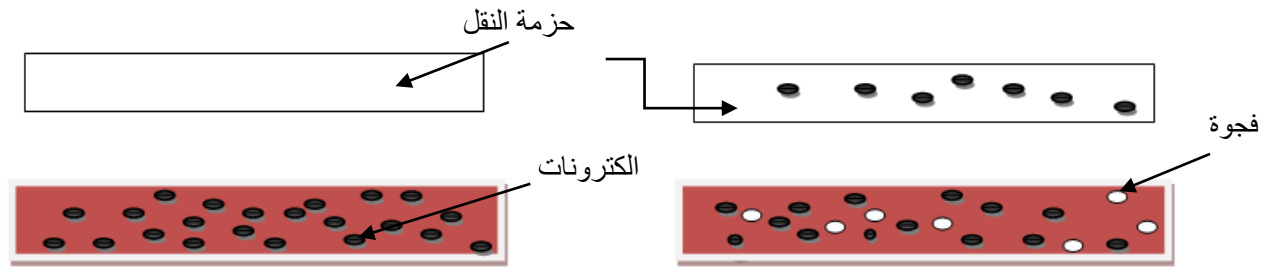 حزمة النقل
فجوة
الكترونات